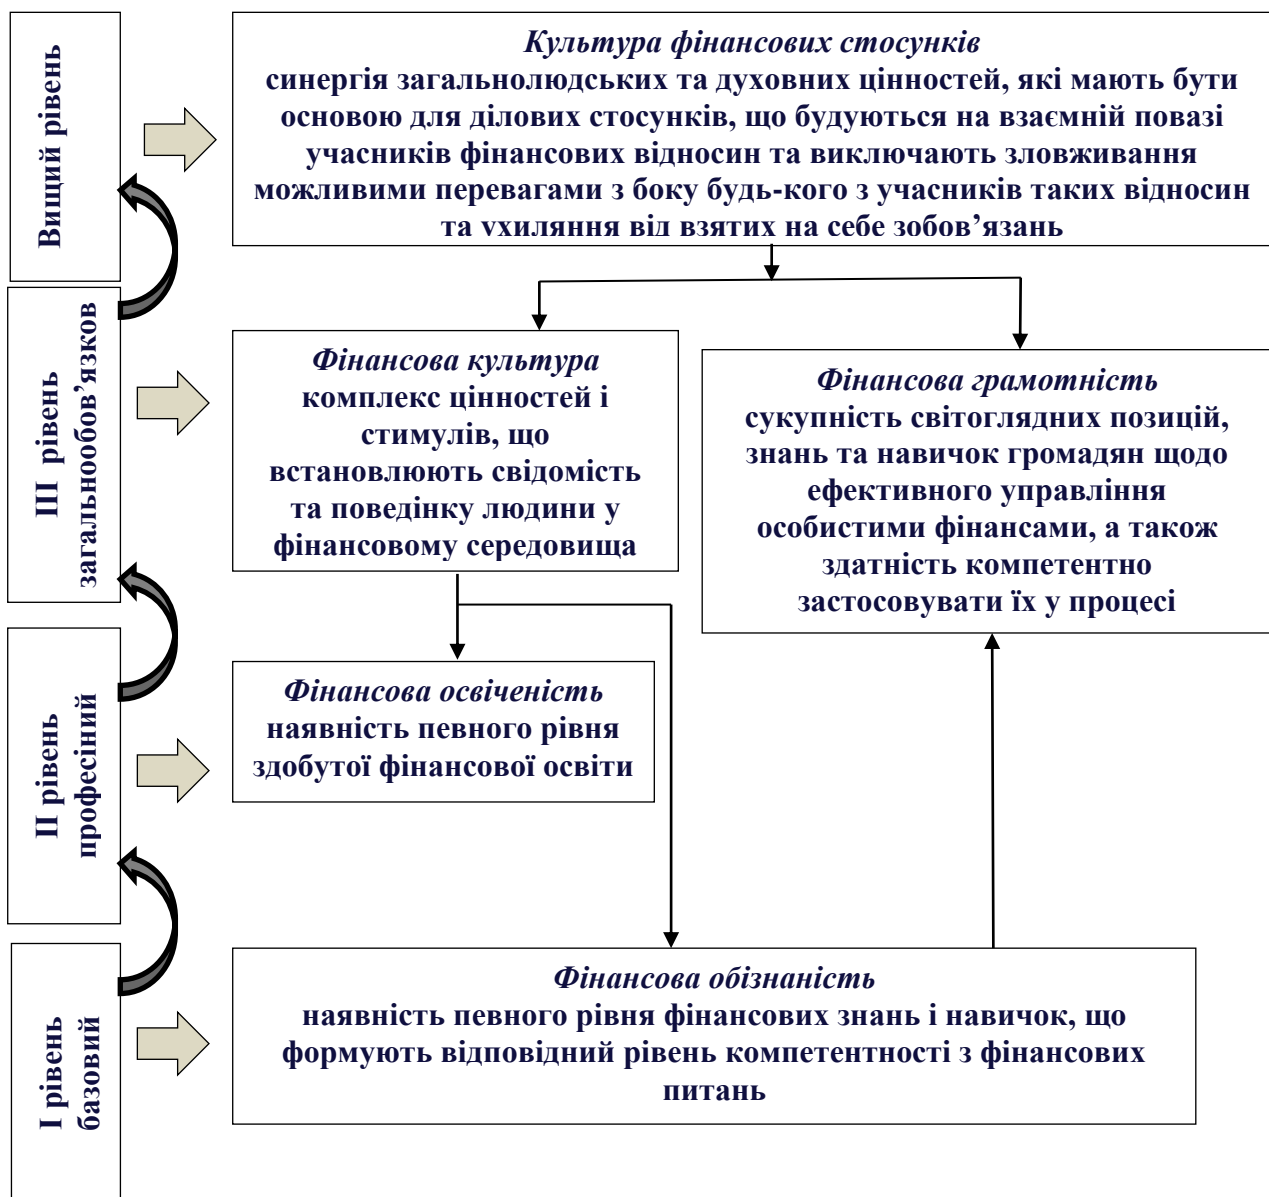 Вищий рівень
Культура фінансових стосунків
синергія загальнолюдських та духовних цінностей, які мають бути
основою для ділових стосунків, що будуються на взаємній повазі
учасників фінансових відносин та виключають зловживання
можливими перевагами з боку будь-кого з учасників таких відносин
та ухиляння від взятих на себе зобов’язань
ІІІ рівень
загальнообов’язков
Фінансова культура
комплекс цінностей і
стимулів, що
встановлюють свідомість
та поведінку людини у
фінансовому середовища
Фінансова грамотність
сукупність світоглядних позицій,
знань та навичок громадян щодо
ефективного управління
особистими фінансами, а також
здатність компетентно
застосовувати їх у процесі
ІІ рівень
професіний
Фінансова освіченість
наявність певного рівня
здобутої фінансової освіти
І рівень
базовий
Фінансова обізнаність
наявність певного рівня фінансових знань і навичок, що
формують відповідний рівень компетентності з фінансових
питань